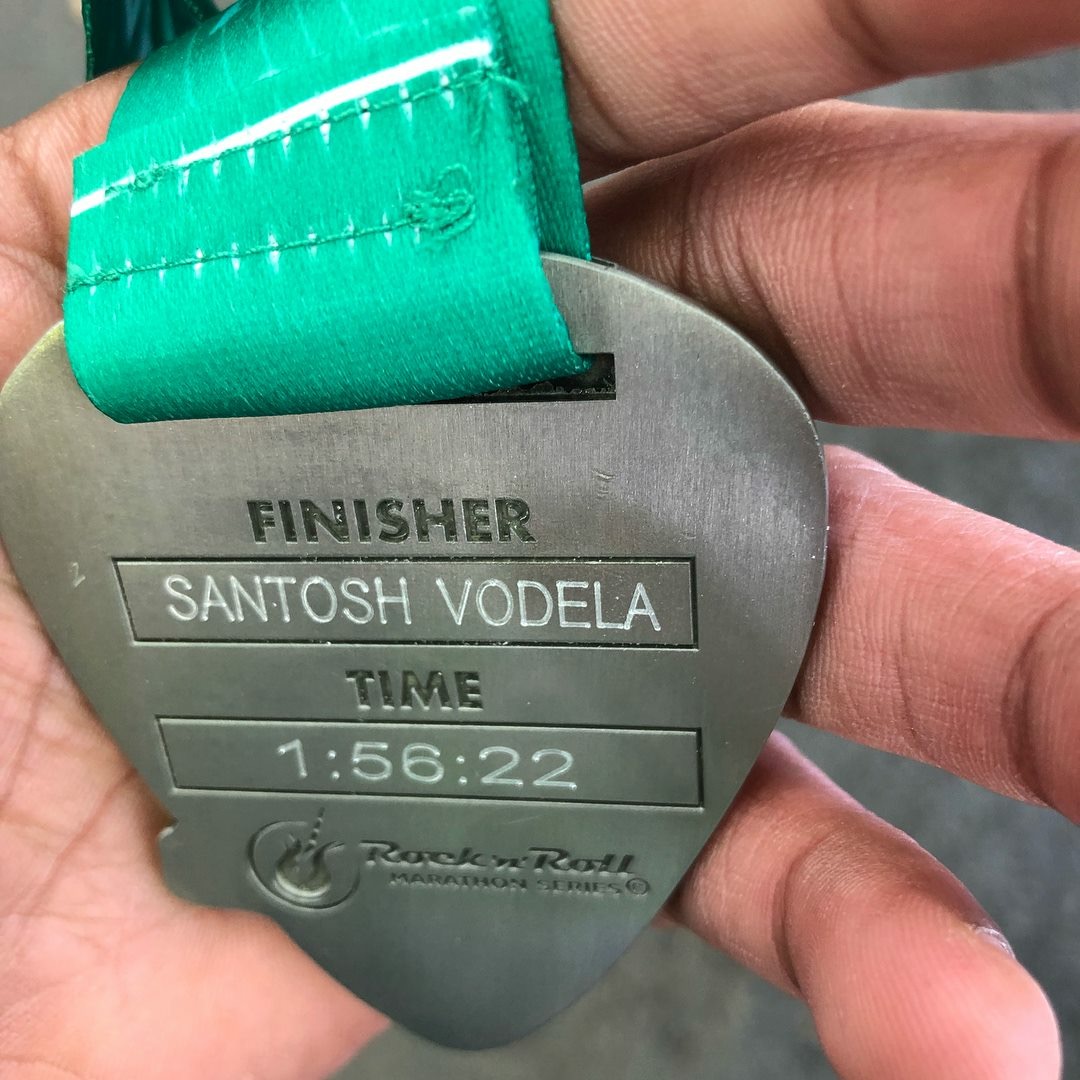 FINISHER
SANTOSH VODELA
TIME
1:56:22
Rock 'n' Roll
MARATHON SERIES®